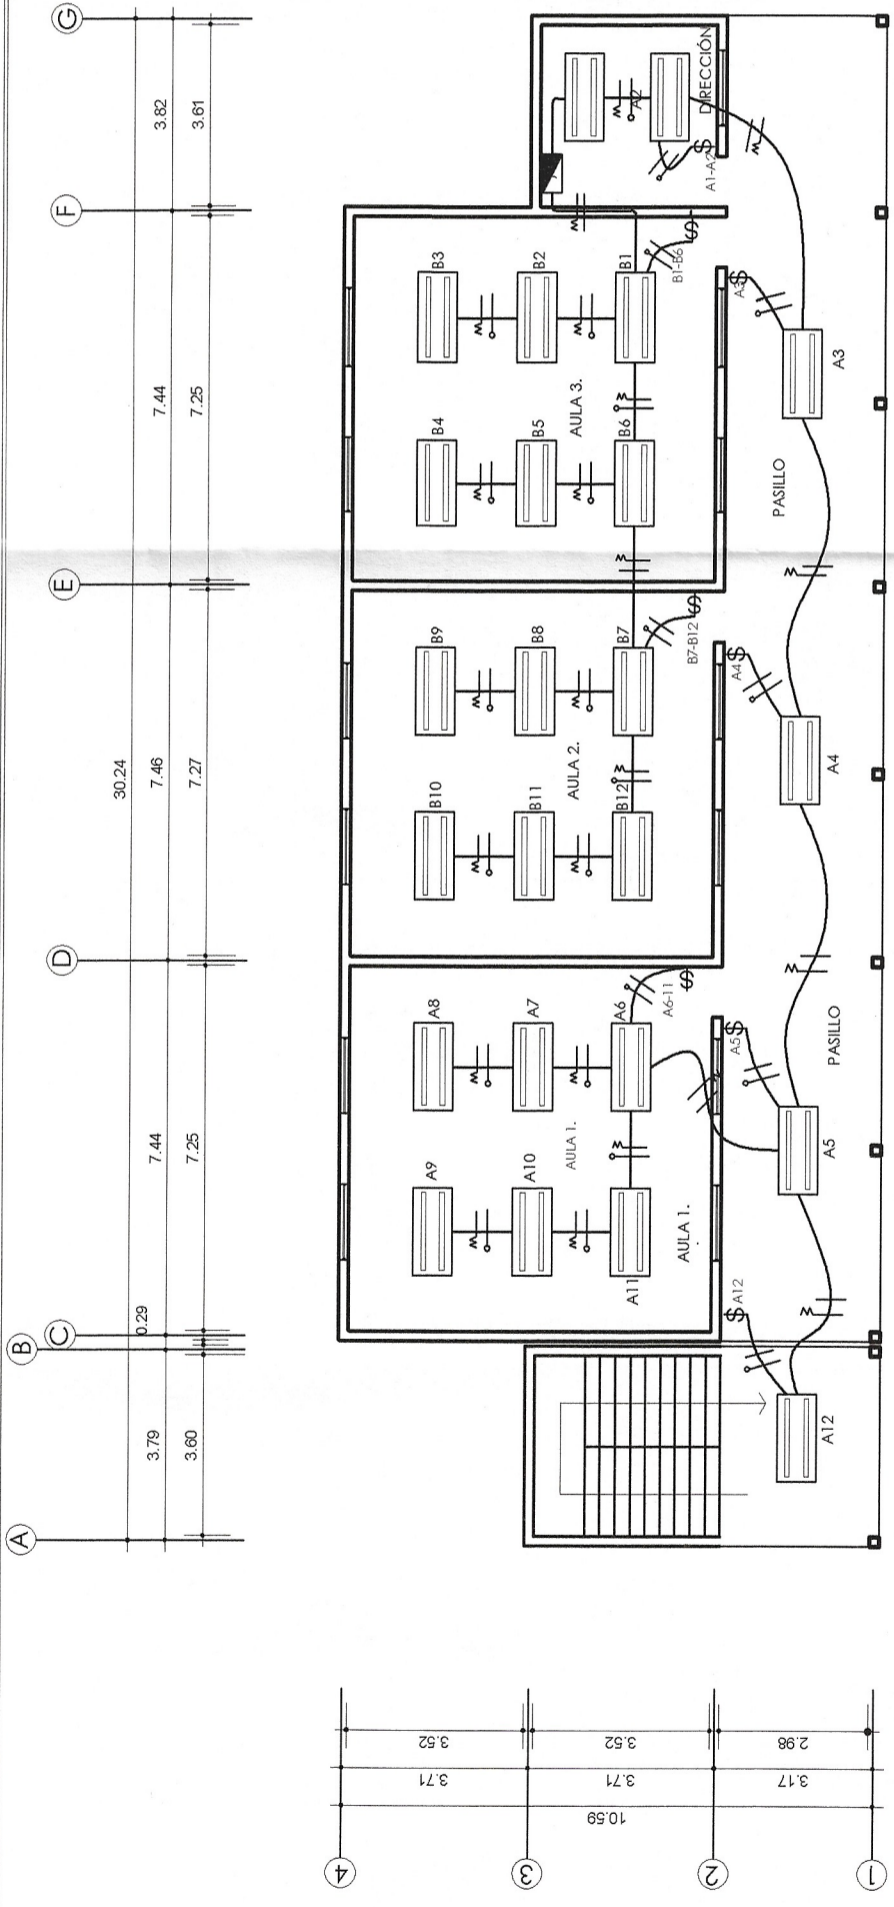 G
F
E
D
C
B
A
3.82
3.61
7.44
7.25
30.24
7.46
7.27
7.44
7.25
0.29
3.79
3.60
A2
DIRECCIÓN
A1-A2
B3
B2
B1
B1-B6
A3
A3
B4
B5
AULA 3.
B6
PASILLO
B9
B8
B7
B7-B12
A4
A4
B10
B11
AULA 2.
B12
A8
A7
A6
A6-11
A5
PASILLO
A5
A9
A10
AULA 1.
A11
AULA 1.
A12
A12
4
3
2
1
3.52
3.52
2.98
3.71
3.71
3.17
10.59